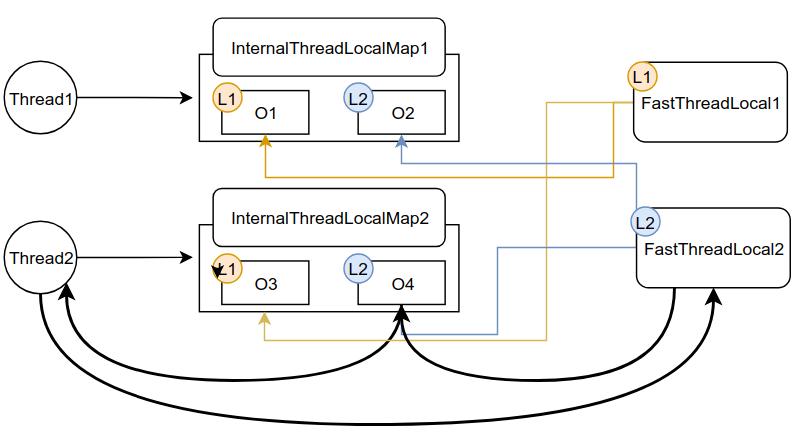 InternalThreadLocalMap1
L1
Thread1
L1
O1
L2
O2
FastThreadLocal1
InternalThreadLocalMap2
L2
Thread2
FastThreadLocal2
L1
O3
L2
O4